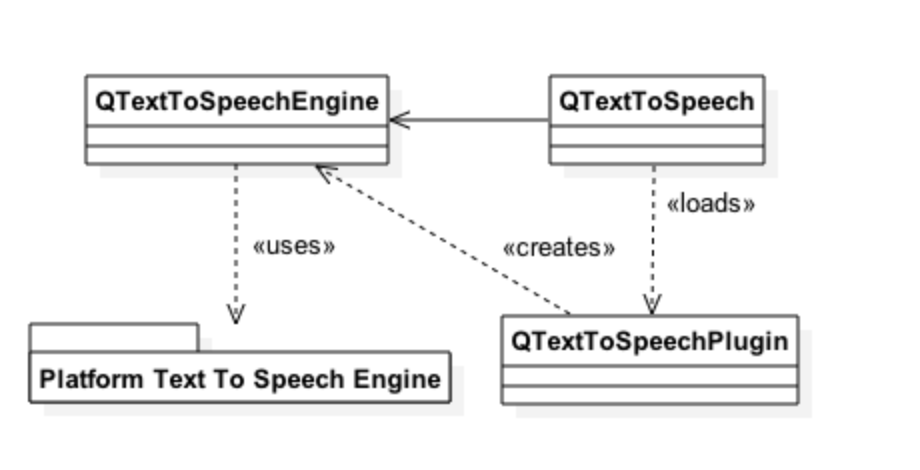 QTextToSpeechEngine
QTextToSpeech
«loads»
«uses»
«creates»
QTextToSpeechPlugin
Platform Text To Speech Engine